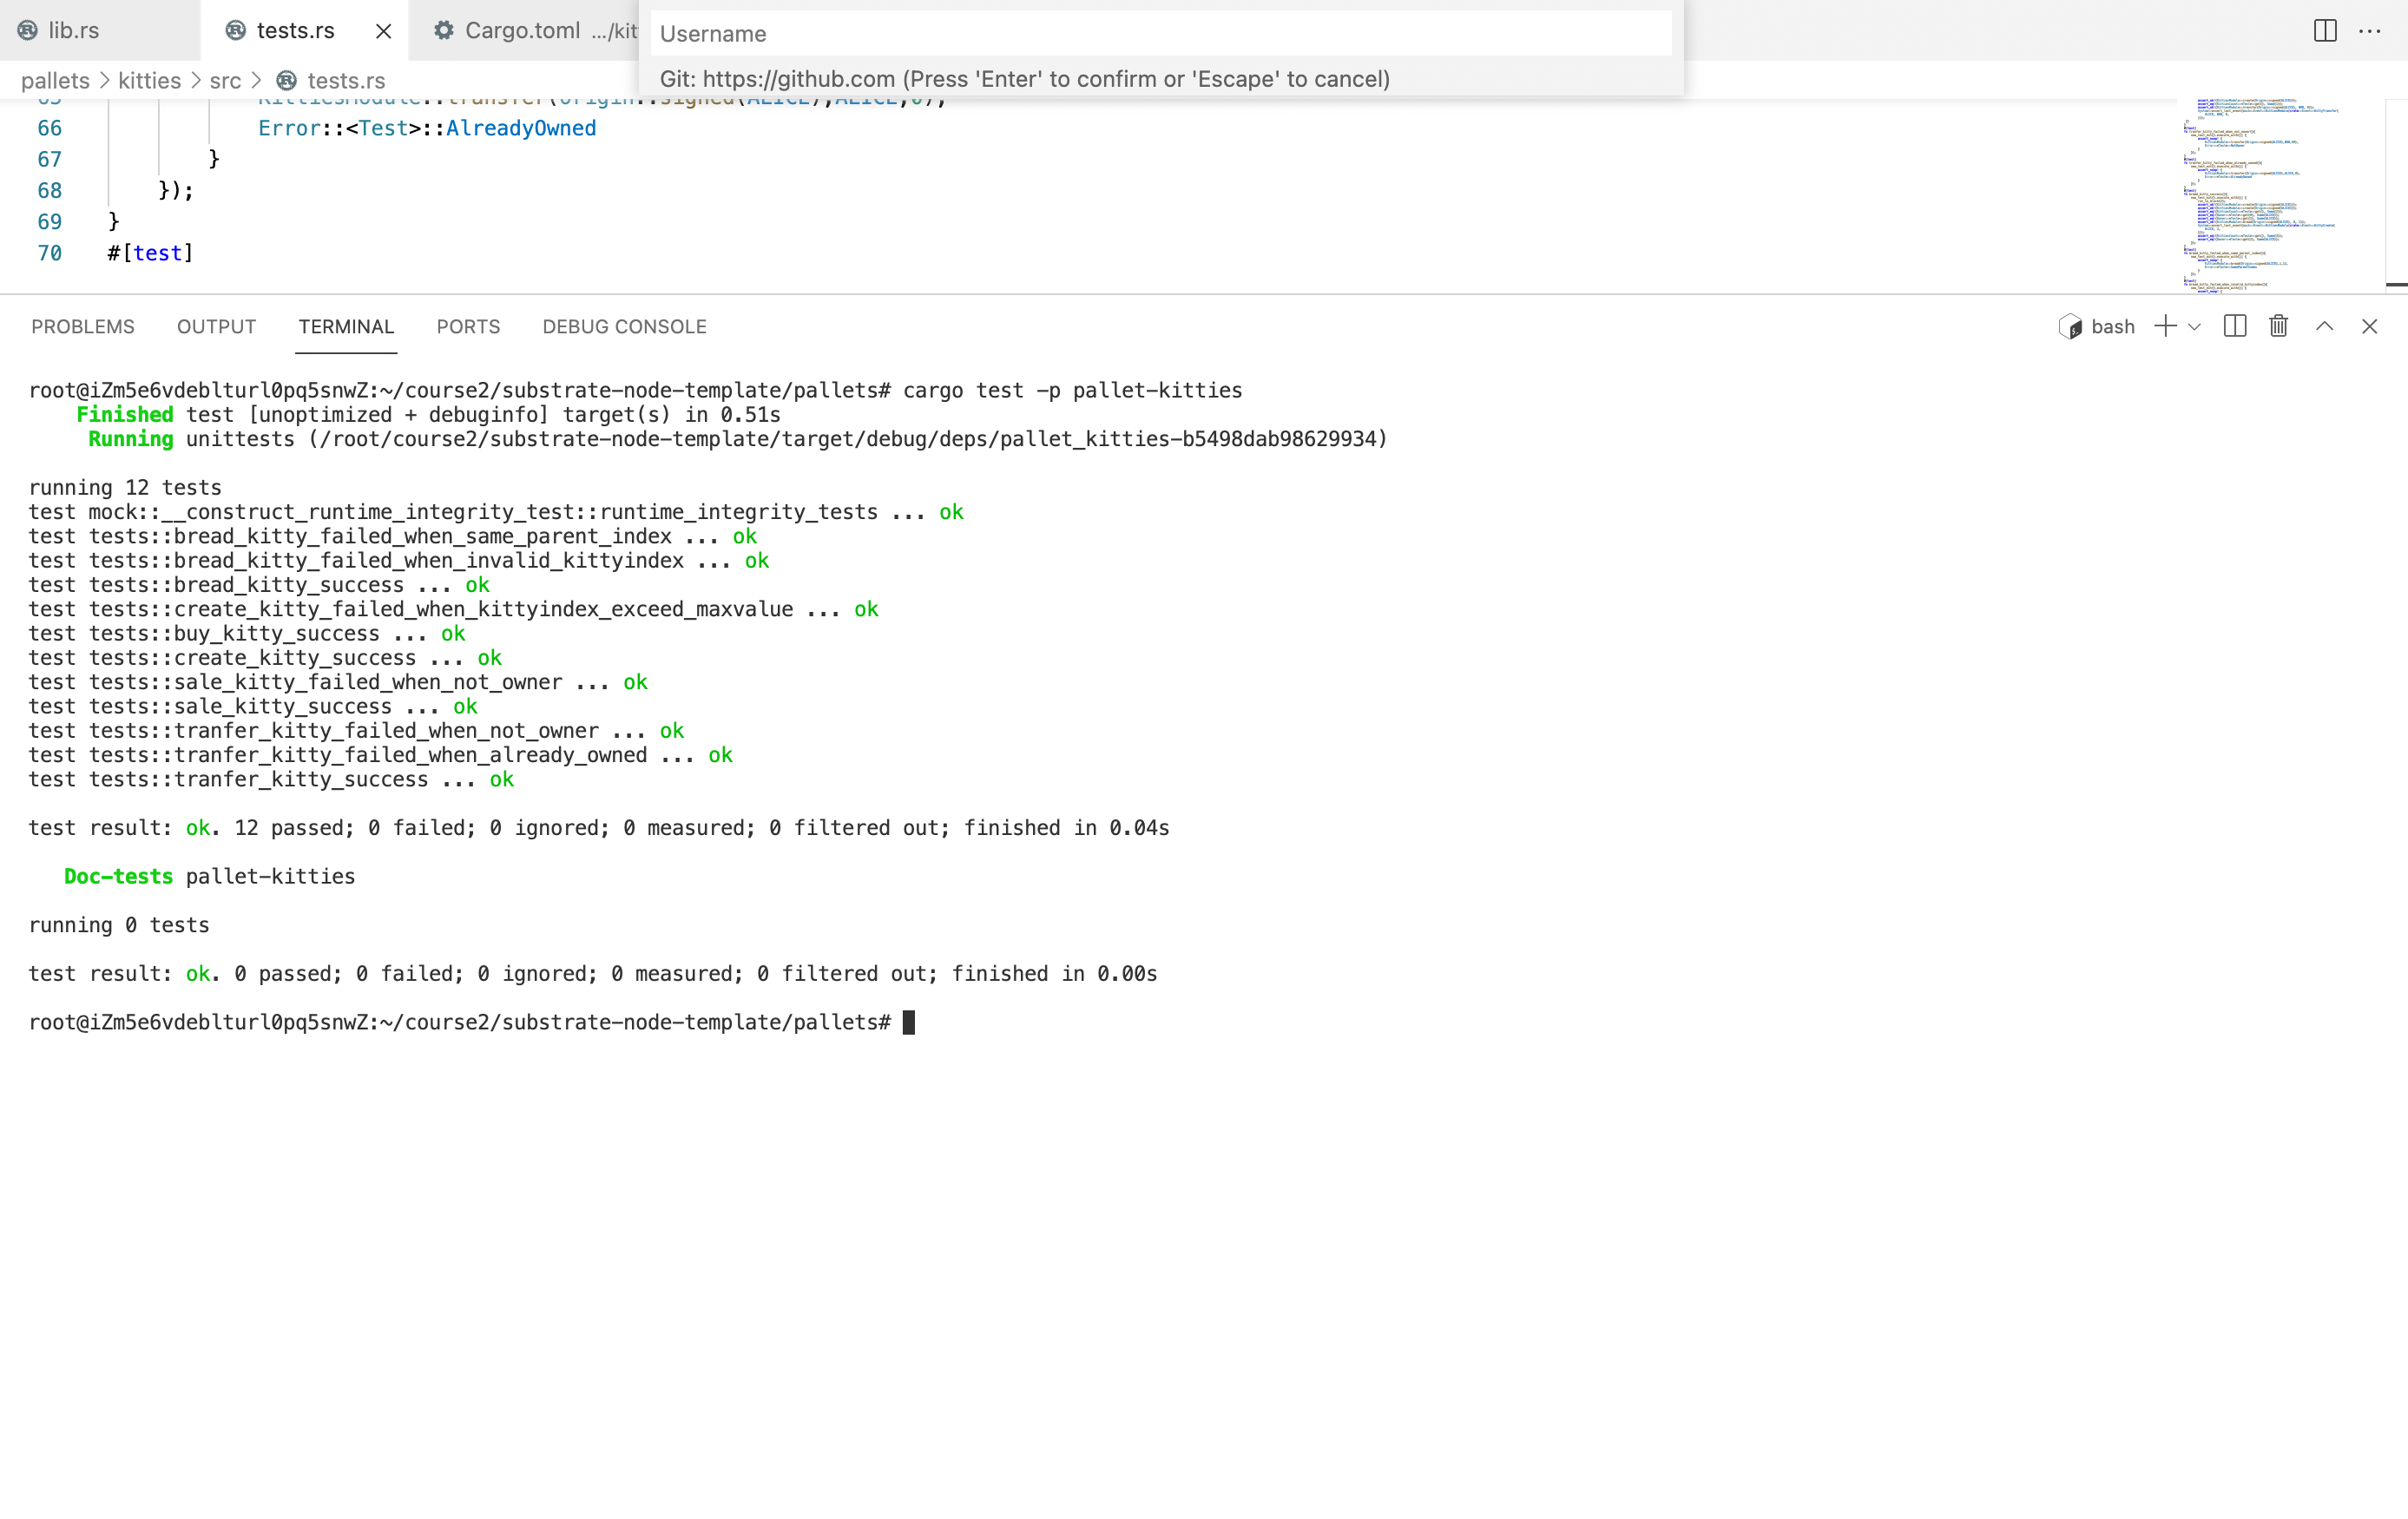 lib.rs
tests.rs
Cargo.toml .../kit
Username
Git: https://github.com (Press 'Enter' to confirm or 'Escape' to cancel)
pallets > kitties > src > tests.rs
66 Error::<Test>::AlreadyOwned
67 }
68 });
69 }
70 #[test]
PROBLEMS OUTPUT TERMINAL PORTS DEBUG CONSOLE
bash
root@iZm5e6vdeblturl0pq5snwZ:~/course2/substrate-node-template/pallets# cargo test -p pallet-kitties
Finished test [unoptimized + debuginfo] target(s) in 0.51s
Running unittests (/root/course2/substrate-node-template/target/debug/deps/pallet_kitties-b5498dab98629934)
running 12 tests
test mock::__construct_runtime_integrity_test::runtime_integrity_tests ... ok
test tests::bread_kitty_failed_when_same_parent_index ... ok
test tests::bread_kitty_failed_when_invalid_kittyindex ... ok
test tests::bread_kitty_success ... ok
test tests::create_kitty_failed_when_kittyindex_exceed_maxvalue ... ok
test tests::buy_kitty_success ... ok
test tests::create_kitty_success ... ok
test tests::sale_kitty_failed_when_not_owner ... ok
test tests::sale_kitty_success ... ok
test tests::tranfer_kitty_failed_when_not_owner ... ok
test tests::tranfer_kitty_failed_when_already_owned ... ok
test tests::tranfer_kitty_success ... ok
test result: ok. 12 passed; 0 failed; 0 ignored; 0 measured; 0 filtered out; finished in 0.04s
Doc-tests pallet-kitties
running 0 tests
test result: ok. 0 passed; 0 failed; 0 ignored; 0 measured; 0 filtered out; finished in 0.00s
root@iZm5e6vdeblturl0pq5snwZ:~/course2/substrate-node-template/pallets#